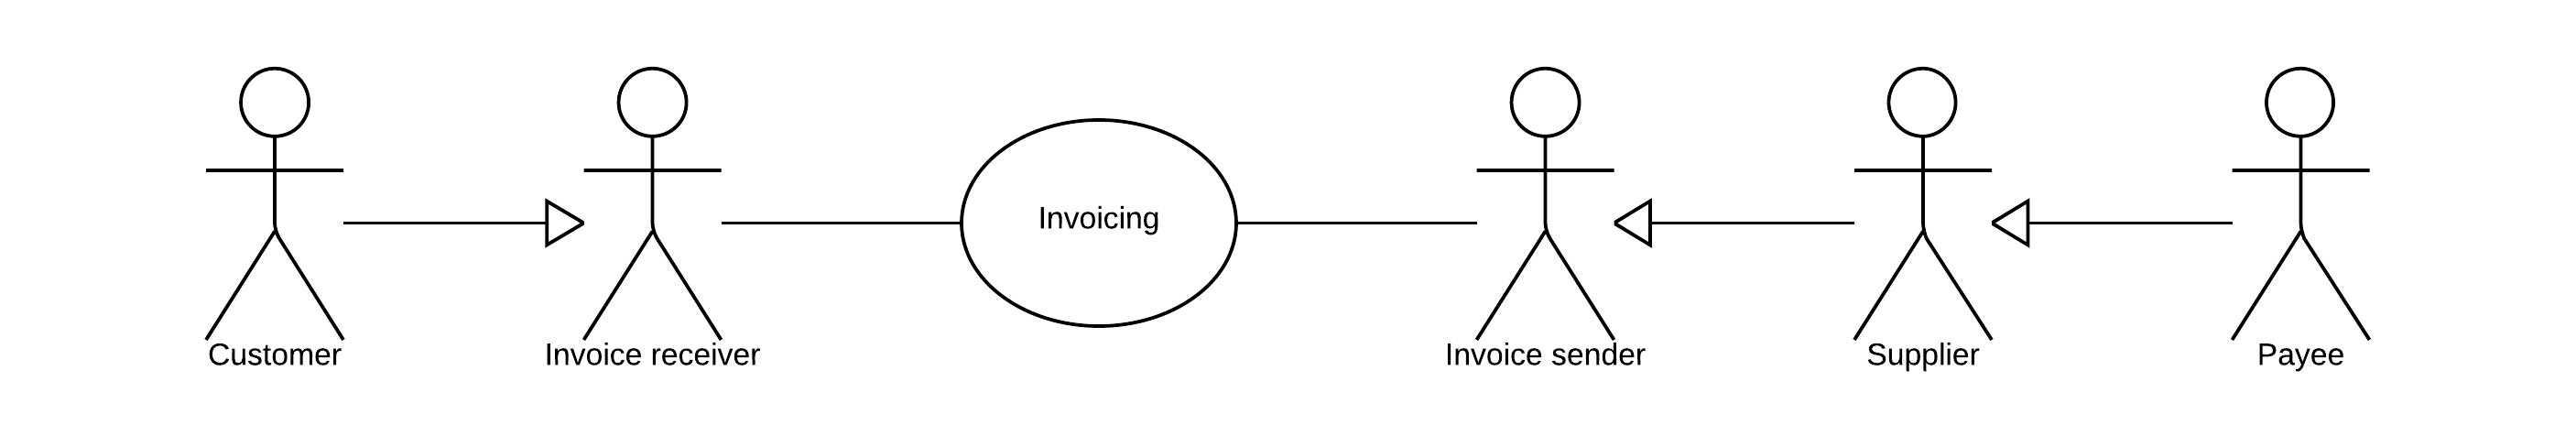 Invoicing
Customer
Invoice receiver
Invoice sender
Supplier
Payee